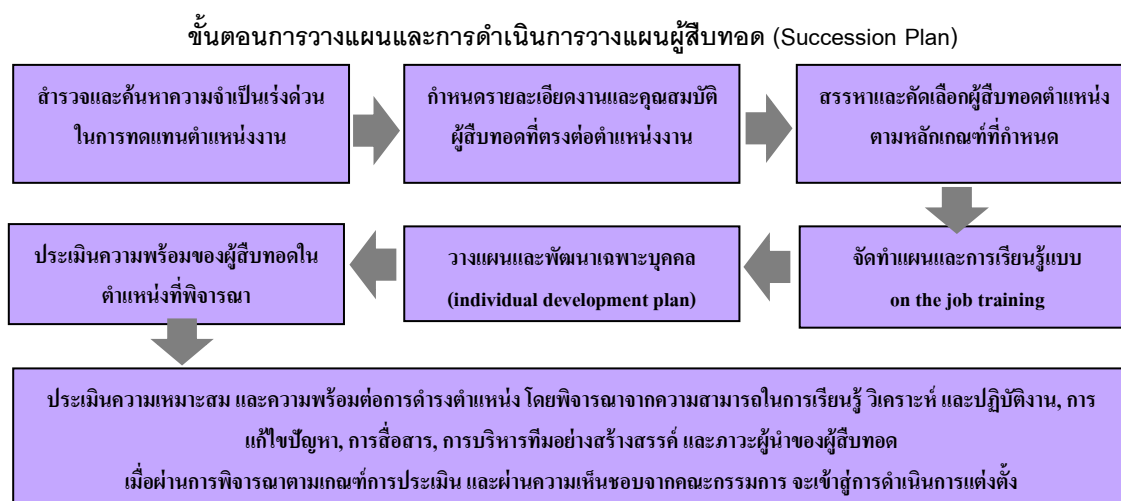 ขั้นตอนการวางแผนและการดำเนินการวางแผนผู้สืบทอด (Succession Plan)
สำรวจและค้นหาความจำเป็นเร่งด่วน
ในการทดแทนตำแหน่งงาน
กำหนดรายละเอียดงานและคุณสมบัติ
ผู้สืบทอดที่ตรงต่อตำแหน่งงาน
สรรหาและคัดเลือกผู้สืบทอดตำแหน่ง
ตามหลักเกณฑ์ที่กำหนด
จัดทำแผนและการเรียนรู้แบบ
on the job training
วางแผนและพัฒนาเฉพาะบุคคล
(individual development plan)
ประเมินความพร้อมของผู้สืบทอดใน
ตำแหน่งที่พิจารณา
ประเมินความเหมาะสม และความพร้อมต่อการดำรงตำแหน่ง โดยพิจารณาจากความสามารถในการเรียนรู้ วิเคราะห์ และปฏิบัติงาน, การ
แก้ไขปัญหา, การสื่อสาร, การบริหารทีมอย่างสร้างสรรค์ และภาวะผู้นำของผู้สืบทอด
เมื่อผ่านการพิจารณาตามเกณฑ์การประเมิน และผ่านความเห็นชอบจากคณะกรรมการ จะเข้าสู่การดำเนินการแต่งตั้ง